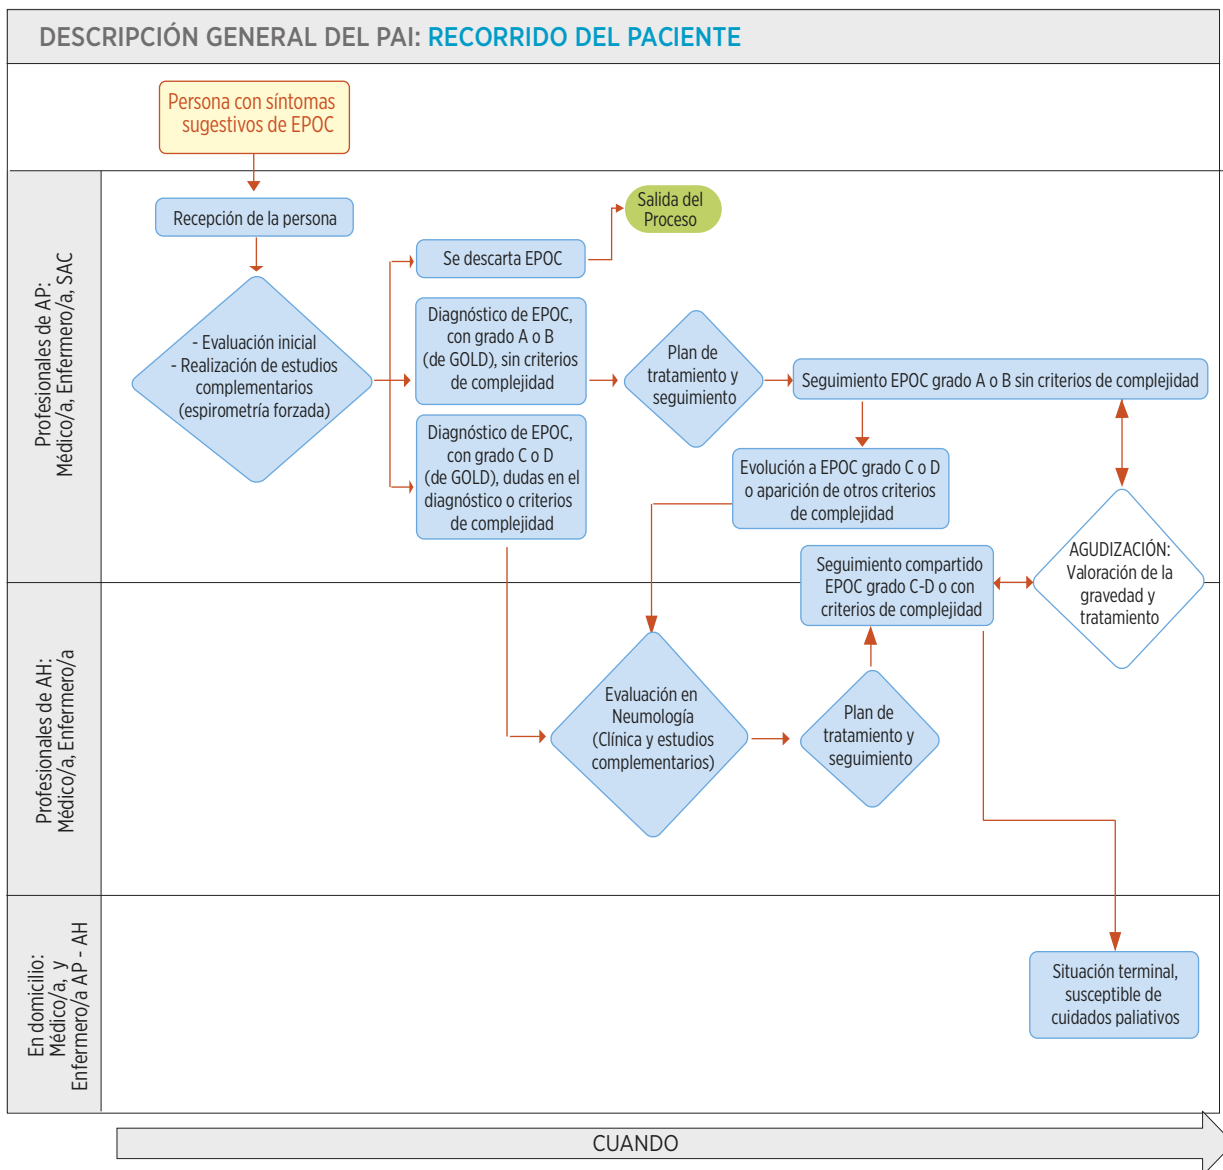 DESCRIPCIÓN GENERAL DEL PAI: RECORRIDO DEL PACIENTE
Persona con síntomas
sugestivos de EPOC
Profesionales de AP:
Médico/a, Enfermero/a, SAC
Recepción de la persona
Salida del
Proceso
Se descarta EPOC
- Evaluación inicial
- Realización de estudios
complementarios
(espirometría forzada)
Diagnóstico de EPOC,
con grado A o B
(de GOLD), sin criterios
de complejidad
Plan de
tratamiento y
seguimiento
Seguimiento EPOC grado A o B sin criterios de complejidad
Diagnóstico de EPOC,
con grado C o D
(de GOLD), dudas en el
diagnóstico o criterios
de complejidad
Evolución a EPOC grado C o D
o aparición de otros criterios
de complejidad
AGUDIZACIÓN:
Valoración de la
gravedad y
tratamiento
Seguimiento compartido
EPOC grado C-D o con
criterios de complejidad
Profesionales de AH:
Médico/a, Enfermero/a
Evaluación en
Neumología
(Clínica y estudios
complementarios)
Plan de
tratamiento y
seguimiento
En domicilio:
Médico/a, y
Enfermero/a AP - AH
Situación terminal,
susceptible de
cuidados paliativos
CUANDO